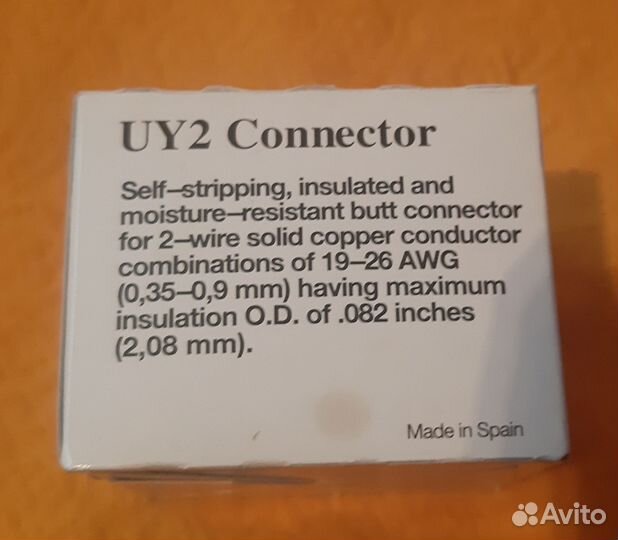 UY2 Connector
Self–stripping, insulated and
moisture–resistant butt connector
for 2–wire solid copper conductor
combinations of 19–26 AWG
(0,35–0,9 mm) having maximum
insulation O.D. of .082 inches
(2,08 mm).
Made in Spain
Avito